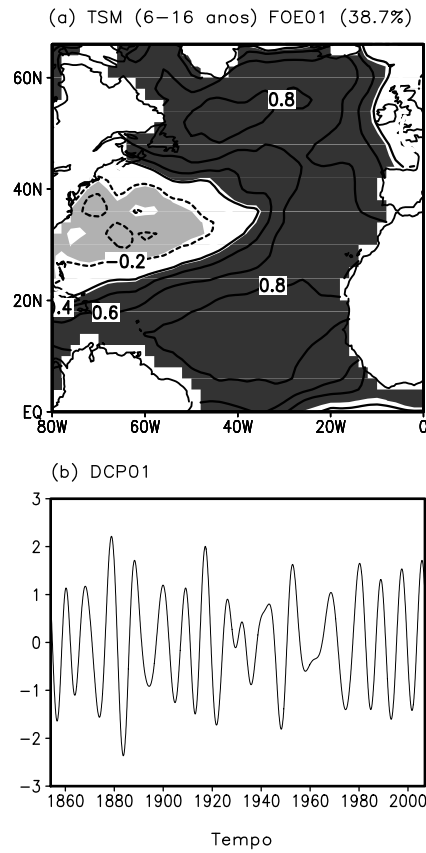 (a) TSM (6−16 anos) FOE01 (38.7%)
60N
0.8
40N
−0.2
0.8
20N
0.4 0.6
EQ
80W 60W 40W 20W 0
(b) DCP01
3
2
1
0
−1
−2
−3
1860 1880 1900 1920 1940 1960 1980 2000
Tempo